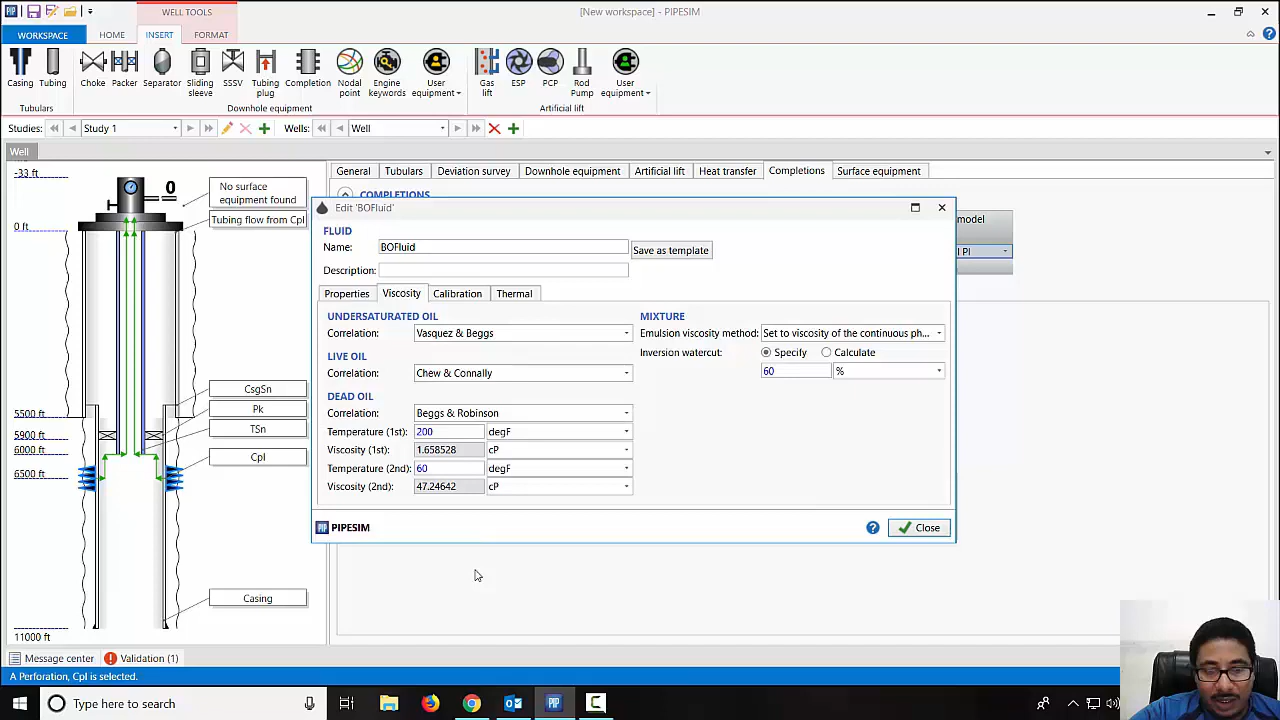 WELL TOOLS
[New workspace] - PIPESIM
WORKSPACE HOME INSERT FORMAT
Casing Tubing Choke Packer Separator Sliding sleeve SSSV Tubing plug Completion Nodal point Engine keywords User equipment Gas lift ESP PCP Rod Pump User equipment
Tubulars Downhole equipment Artificial lift
Studies: Study 1 Wells: Well
Well
General Tubulars Deviation survey Downhole equipment Artificial lift Heat transfer Completions Surface equipment
-33 ft
No surface equipment found
0
Tubing flow from Cpl
0 ft
CsgSn
Pk
5500 ft
TSn
5900 ft
6000 ft
Cpl
6500 ft
Casing
11000 ft
COMPLETIONS
model
l PI
Edit 'BOFluid'
FLUID
Name: BOFluid Save as template
Description:
Properties Viscosity Calibration Thermal
UNDERSATURATED OIL
Correlation: Vasquez & Beggs
LIVE OIL
Correlation: Chew & Connally
DEAD OIL
Correlation: Beggs & Robinson
Temperature (1st): 200 degF
Viscosity (1st): 1.658528 cP
Temperature (2nd): 60 degF
Viscosity (2nd): 47.24642 cP
MIXTURE
Emulsion viscosity method: Set to viscosity of the continuous ph...
Inversion watercut: Specify Calculate
60 %
PIP PIPESIM
? Close
Message center Validation (1)
A Perforation, Cpl is selected.
Type here to search